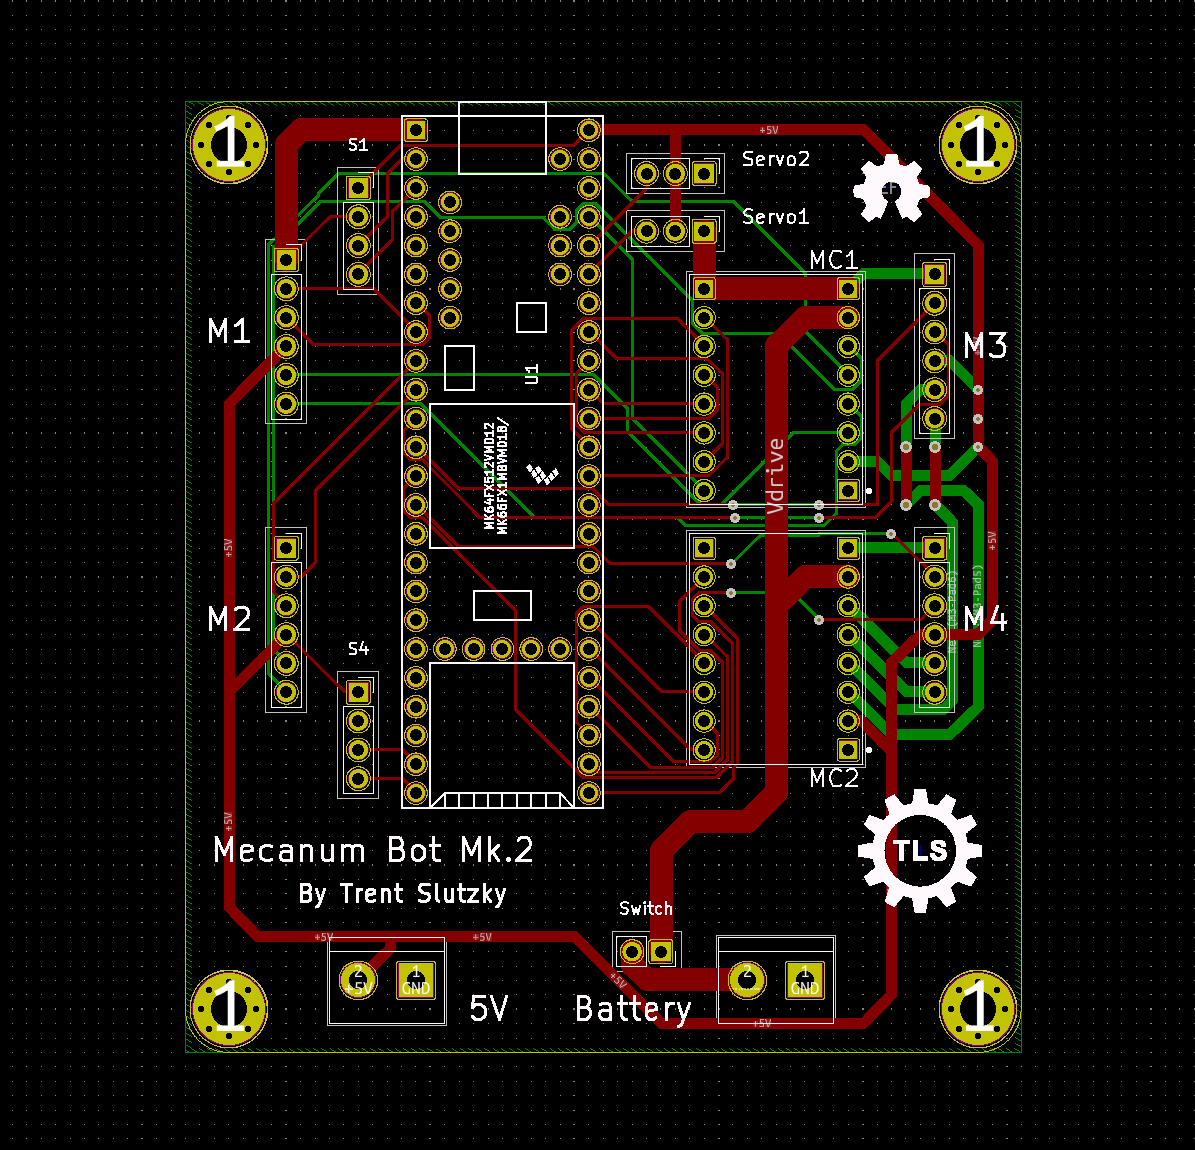 1
1
+5V
S1
Servo2
Servo1
MC1
M1
M3
U1
MK64FX512VMD12
MK66FX1M0VMD18/
Vdrive
+5V
+5V
M2
M4
S4
MC2
+5V
Mecanum Bot Mk.2
TLS
By Trent Slutzky
Switch
+5V
+5V
2
1
+5V
GND
+5V
2
1
GND
1
5V
Battery
1
+5V